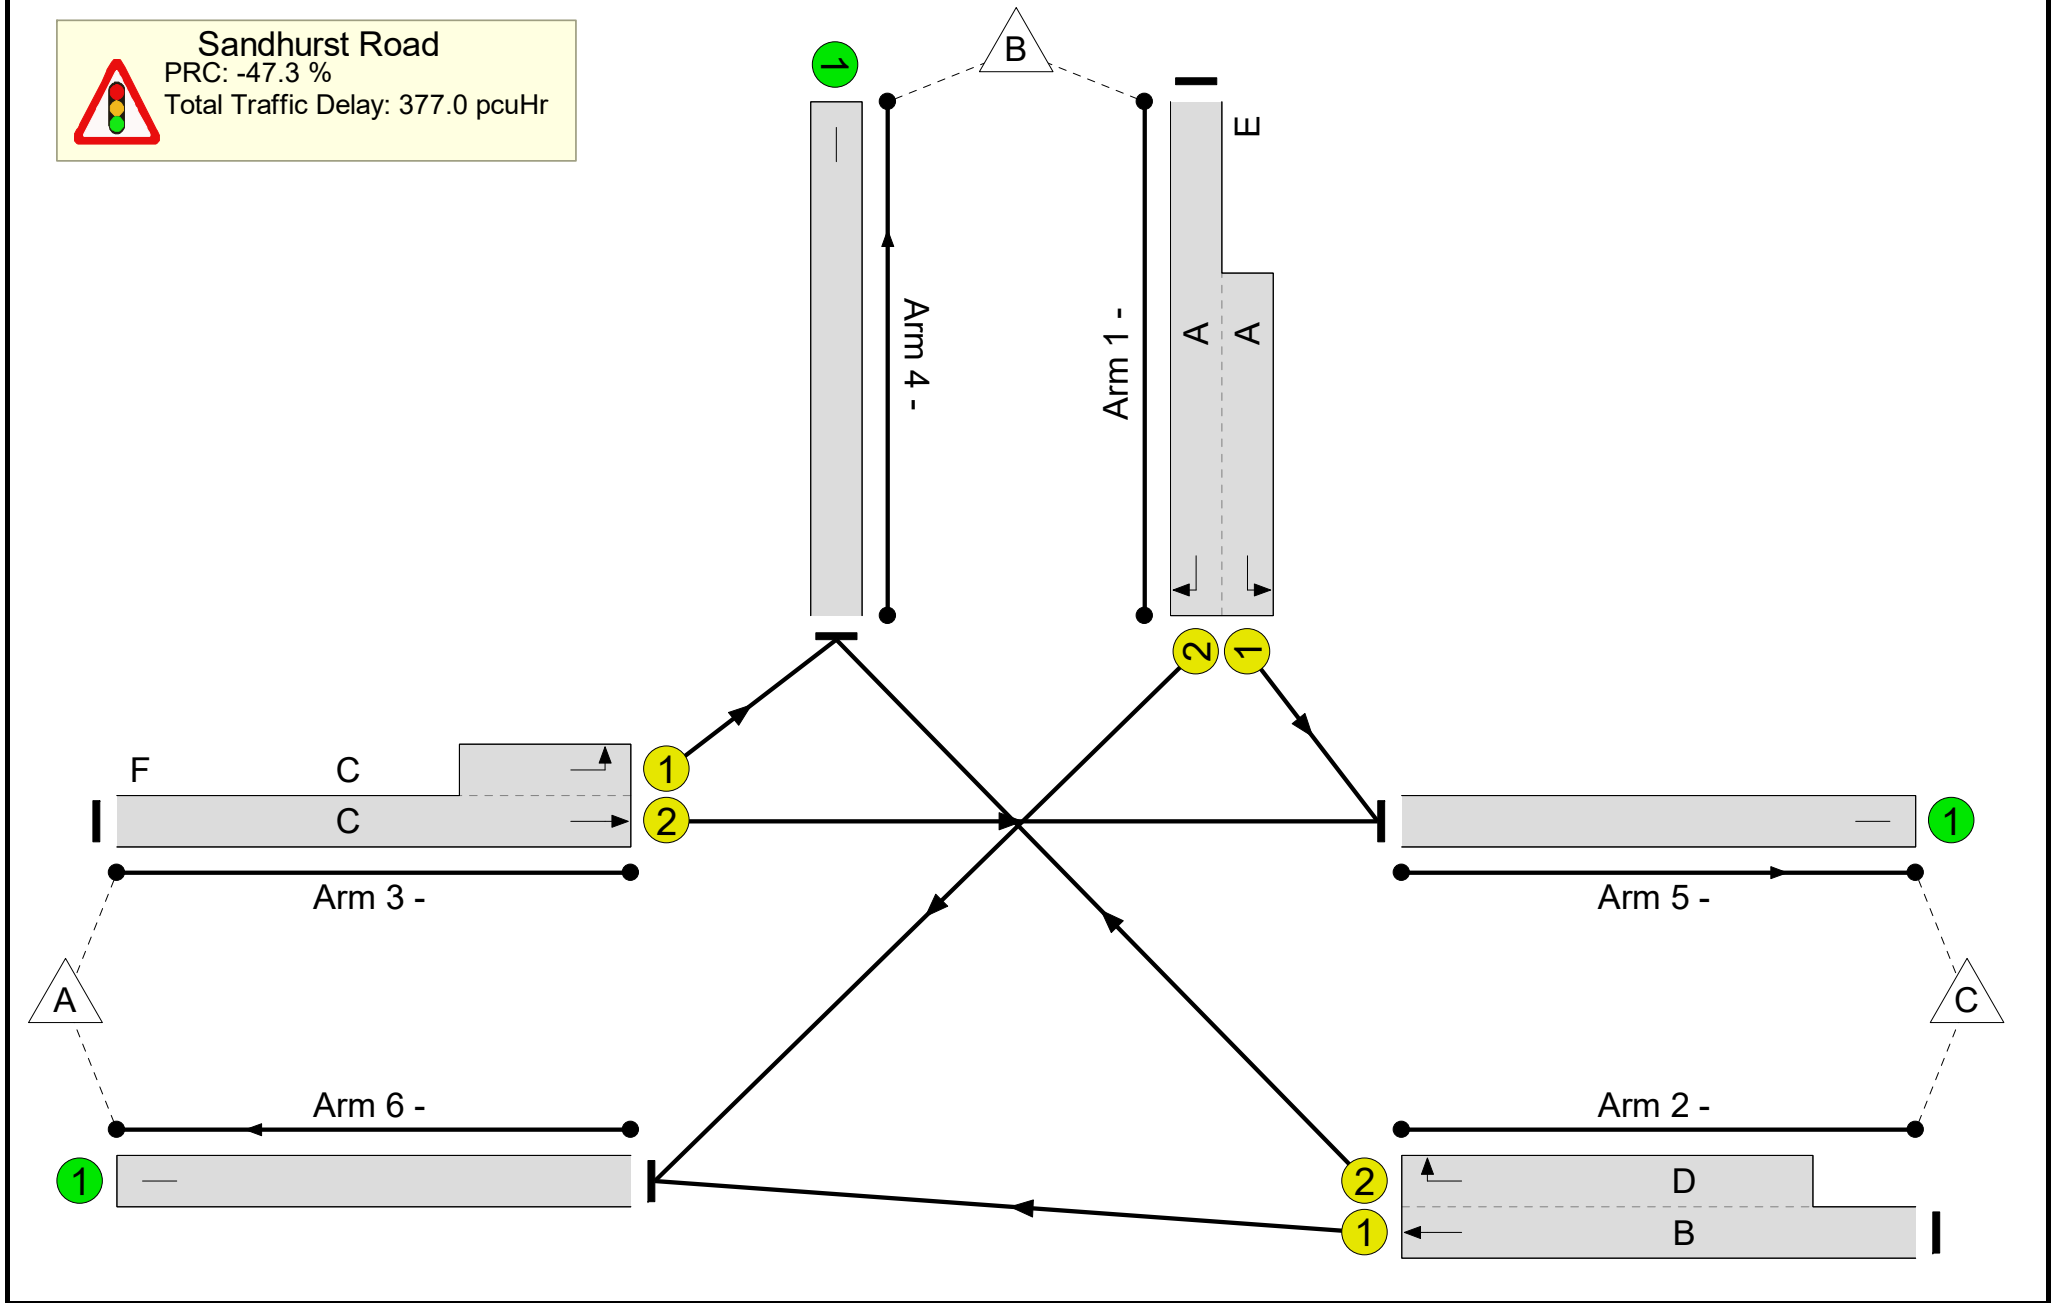 Sandhurst Road
PRC: -47.3 %
Total Traffic Delay: 377.0 pcuHr
B
1
E
Arm 4 -
Arm 1 -
A
A
2
1
F
C
1
C
2
1
Arm 3 -
Arm 5 -
A
C
Arm 6 -
Arm 2 -
1
2
D
1
B